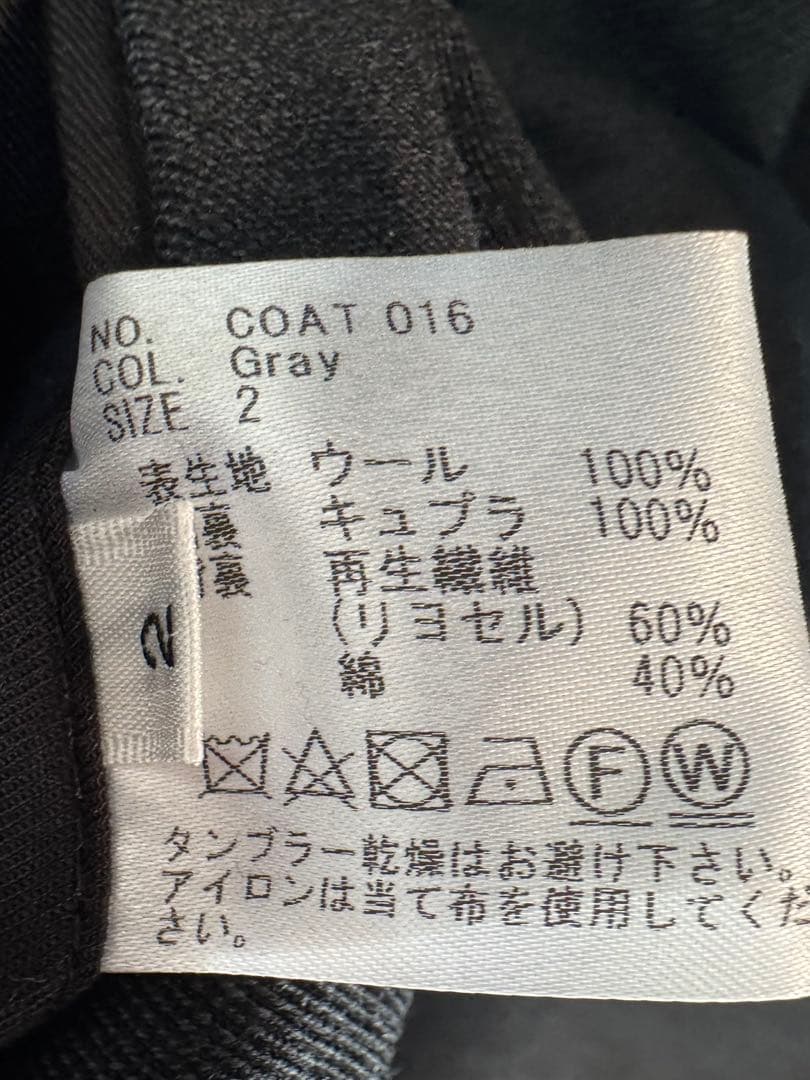 NO. COAT 016
COL. Gray
SIZE 2
表生地 ウール 100%
キュプラ 100%
再生繊維
(リヨセル) 60%
綿 40%
2
F W
タンブラー乾燥はお避け下さい。
アイロンは当て布を使用してくだ
さい。